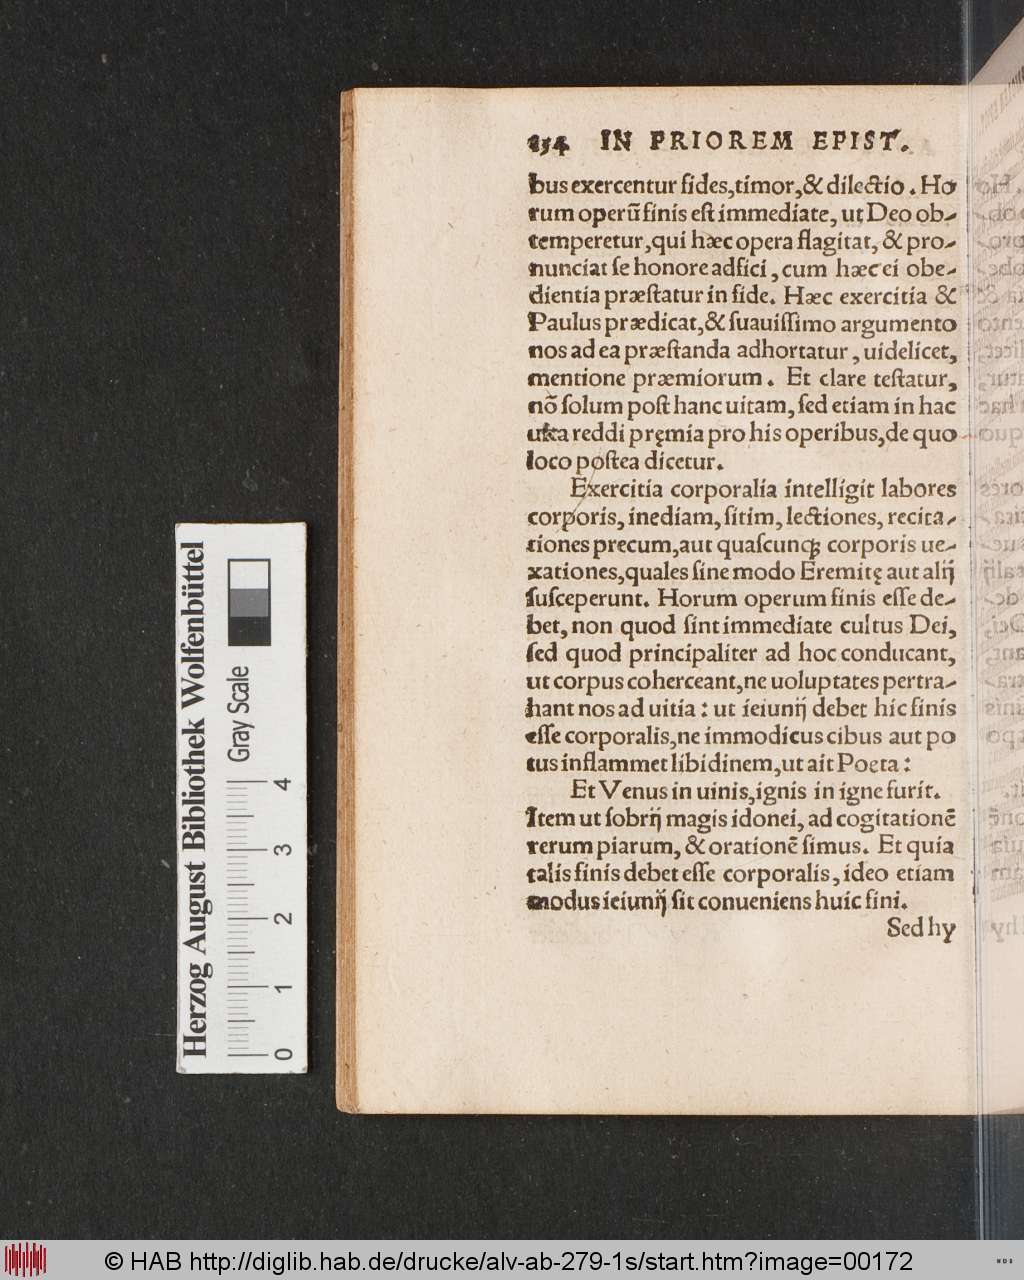 154 IN PRIOREM EPIST.
bus exercentur fides, timor, & dilectio. Ho
rum operũ finis est immediate, ut Deo ob-
temperetur, qui hæc opera flagitat, & pro-
nunciat se honore adfici, cum hæc ei obe-
dientia præstatur in fide. Hæc exercitia &
Paulus prædicat, & suauissimo argumento
nos ad ea præstanda adhortatur, uidelicet,
mentione præmiorum. Et clare testatur,
nõ solum post hanc uitam, sed etiam in hac
uita reddi pręmia pro his operibus, de quo
loco postea dicetur.
Exercitia corporalia intelligit labores
corporis, inediam, sitim, lectiones, recita-
tiones precum, aut quascunq; corporis ue-
xationes, quales sine modo Eremitę aut alij
susceperunt. Horum operum finis esse de-
bet, non quod sint immediate cultus Dei,
sed quod principaliter ad hoc conducant,
ut corpus coherceant, ne uoluptates pertra-
hant nos ad uitia: ut ieiunij debet hic finis
esse corporalis, ne immodicus cibus aut po
tus inflammet libidinem, ut ait Poeta:
Et Venus in uinis, ignis in igne furit.
Item ut sobrij magis idonei, ad cogitationẽ
rerum piarum, & orationẽ simus. Et quia
talis finis debet esse corporalis, ideo etiam
modus ieiunij sit conueniens huic fini.
Sed hy
Herzog August Bibliothek Wolfenbüttel
Gray Scale
0 1 2 3 4
© HAB http://diglib.hab.de/drucke/alv-ab-279-1s/start.htm?image=00172